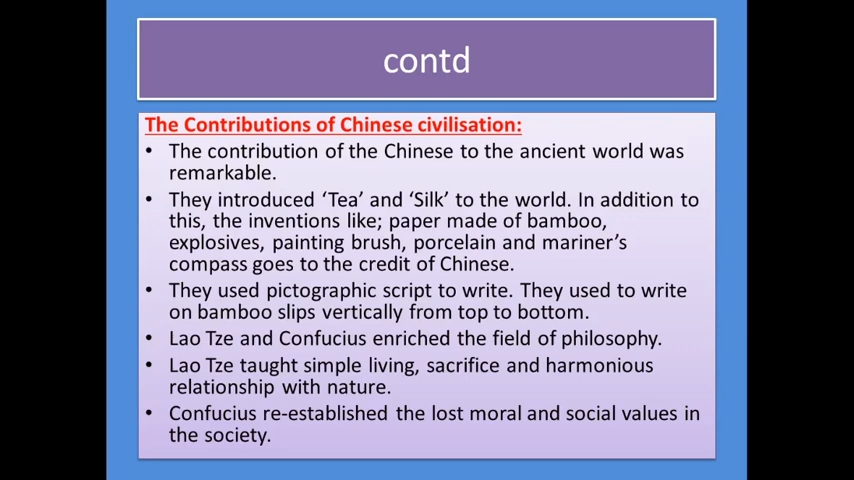 contd
The Contributions of Chinese civilisation:
• The contribution of the Chinese to the ancient world was
remarkable.
• They introduced ‘Tea’ and ‘Silk’ to the world. In addition to
this, the inventions like; paper made of bamboo,
explosives, painting brush, porcelain and mariner’s
compass goes to the credit of Chinese.
• They used pictographic script to write. They used to write
on bamboo slips vertically from top to bottom.
• Lao Tze and Confucius enriched the field of philosophy.
• Lao Tze taught simple living, sacrifice and harmonious
relationship with nature.
• Confucius re-established the lost moral and social values in
the society.